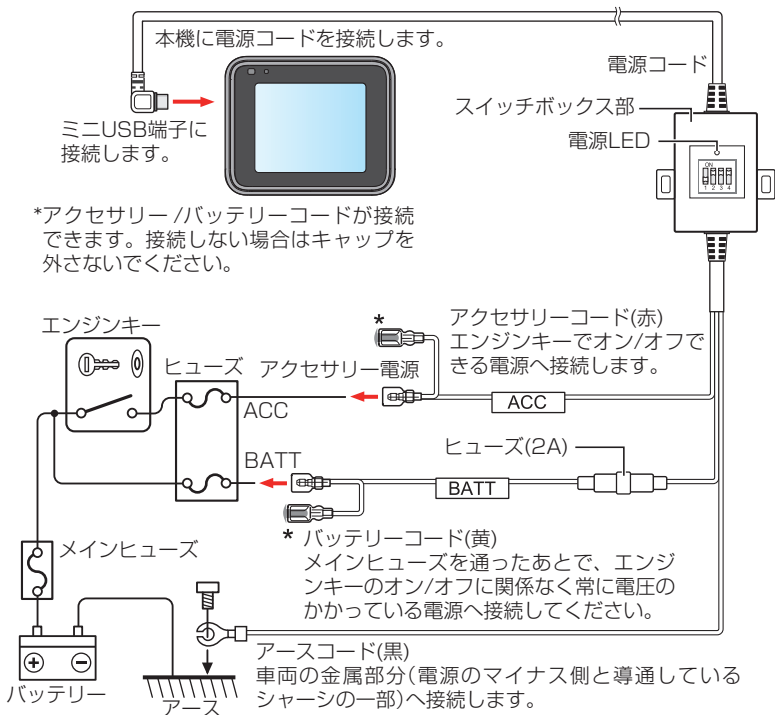 本機に電源コードを接続します。
電源コード
スイッチボックス部
電源LED
ON
1 2 3 4
ミニUSB端子に
接続します。
*アクセサリー /バッテリーコードが接続
できます。接続しない場合はキャップを
外さないでください。
*
アクセサリーコード(赤)
エンジンキーでオン/オフで
きる電源へ接続します。
エンジンキー
ヒューズ
アクセサリー電源
ACC
ACC
ヒューズ(2A)
BATT
BATT
* バッテリーコード(黄)
メインヒューズを通ったあとで、エンジ
ンキーのオン/オフに関係なく常に電圧の
かかっている電源へ接続してください。
メインヒューズ
アースコード(黒)
車両の金属部分(電源のマイナス側と導通している
シャーシの一部)へ接続します。
+ −
バッテリー
アース